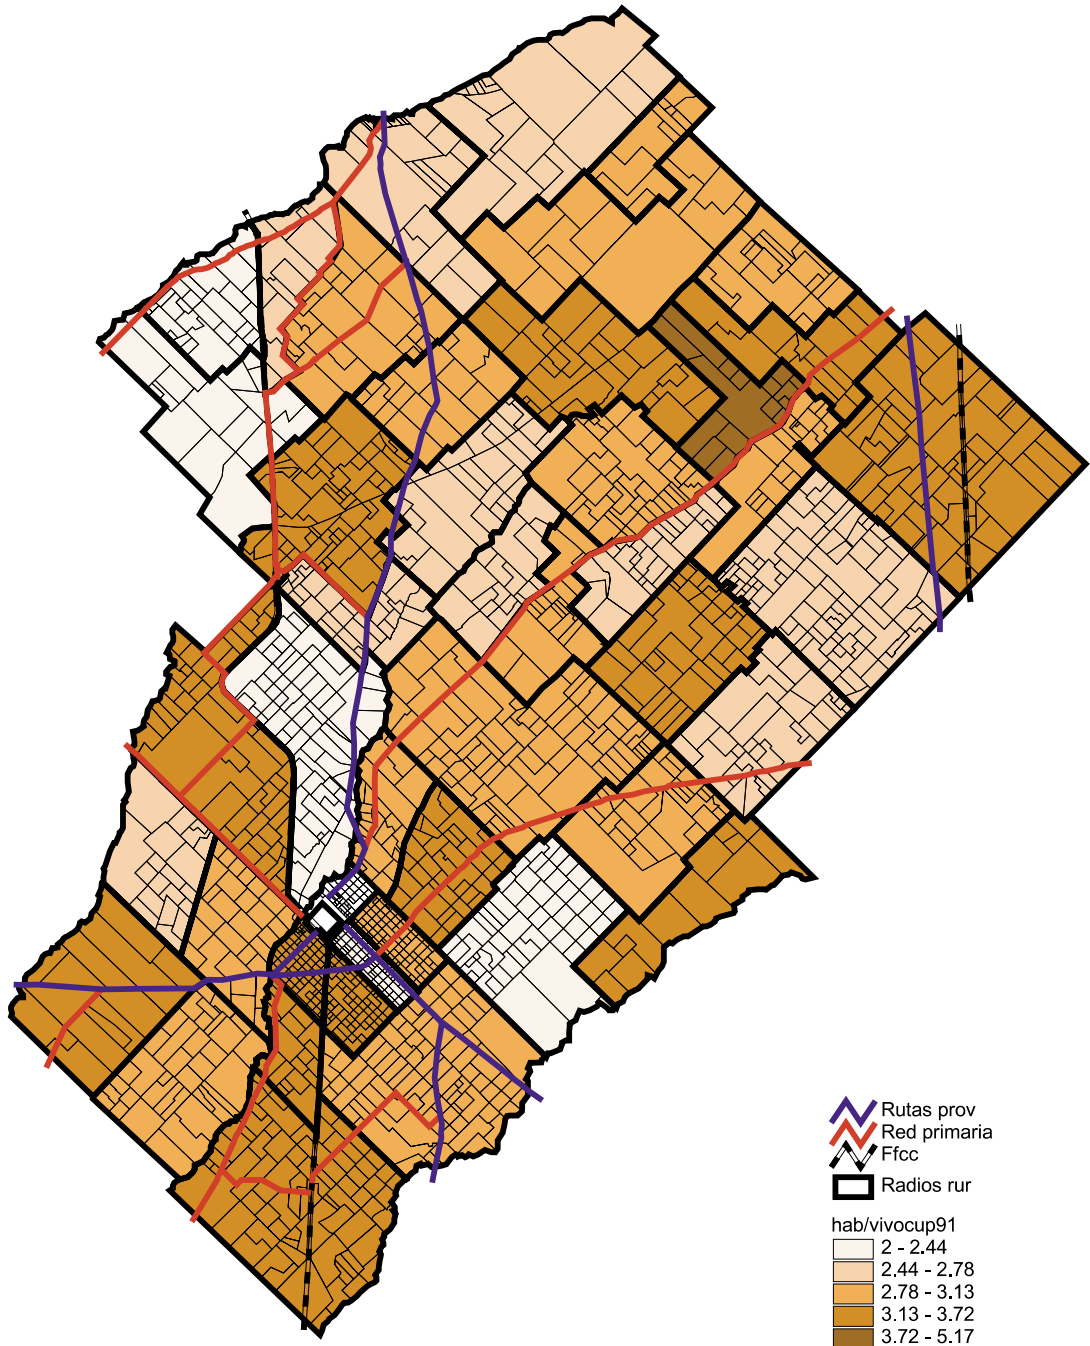 Rutas prov
Red primaria
Ffcc
Radios rur
hab/vivocup91
2 - 2.44
2.44 - 2.78
2.78 - 3.13
3.13 - 3.72
3.72 - 5.17